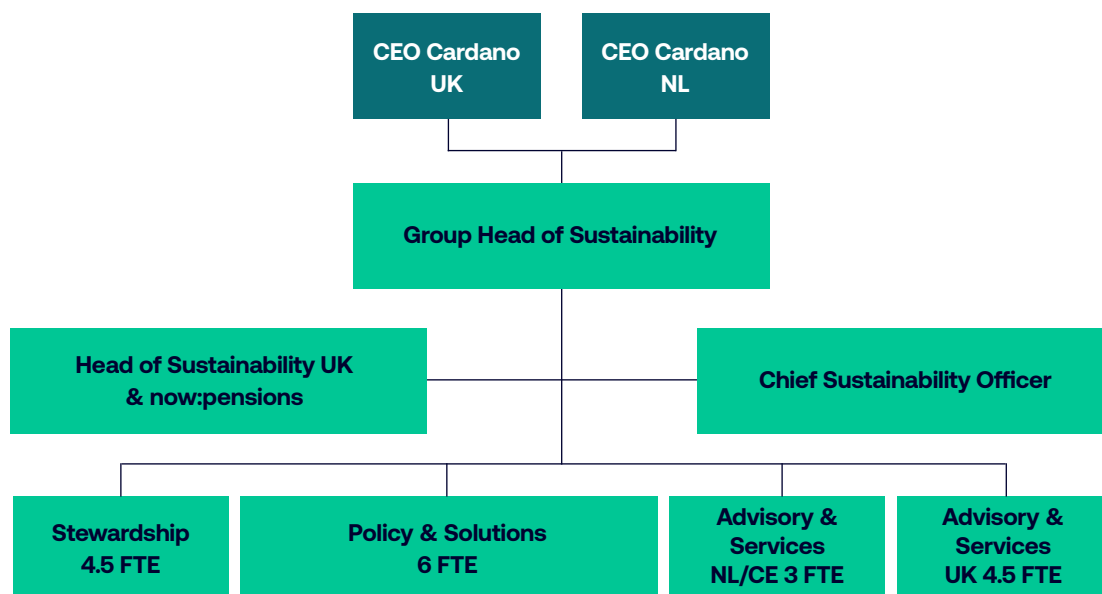 CEO Cardano
UK
CEO Cardano
NL
Group Head of Sustainability
Head of Sustainability UK
& now:pensions
Chief Sustainability Officer
Stewardship
4.5 FTE
Policy & Solutions
6 FTE
Advisory &
Services
NL/CE 3 FTE
Advisory &
Services
UK 4.5 FTE